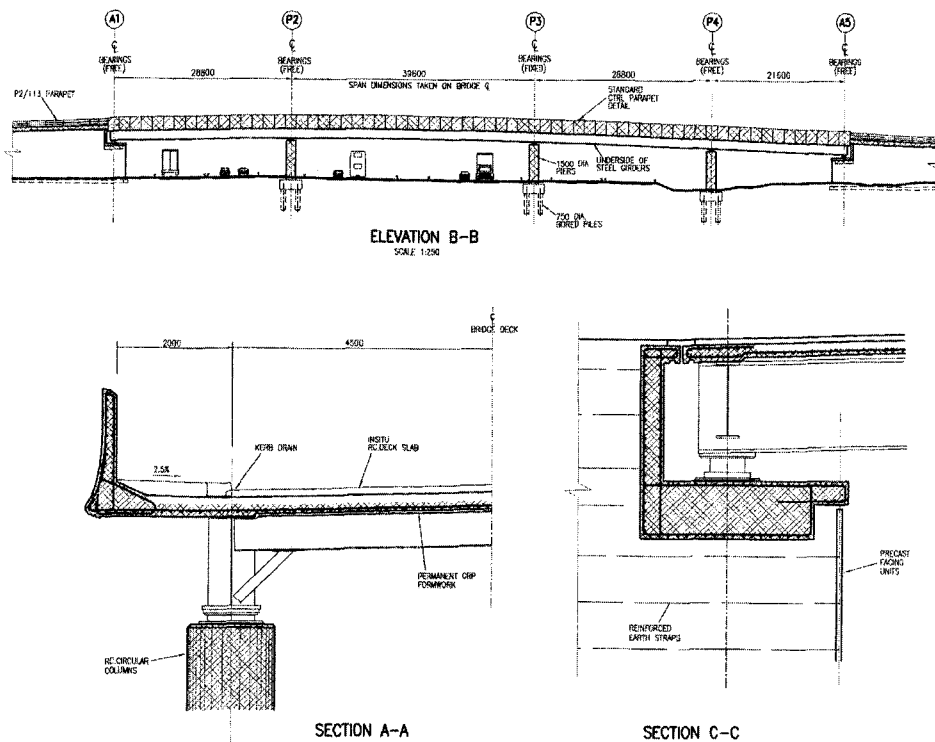 A1
P2
P3
P4
A5
℄
BEARINGS
(FREE)
℄
BEARINGS
(FREE)
℄
BEARINGS
(FIXED)
℄
BEARINGS
(FREE)
℄
BEARINGS
(FREE)
28800
39600
28800
21600
SPAN DIMENSIONS TAKEN ON BRIDGE ℄
P2/113 PARAPET
STANDARD
CTRL PARAPET
DETAIL
1500 DIA
PIERS
UNDERSIDE OF
STEEL GIRDERS
750 DIA.
BORED PILES
ELEVATION B-B
SCALE 1:250
℄
BRIDGE DECK
2000
4500
KERB DRAIN
INSITU
RC.DECK SLAB
2.5%
PERMANENT GRP
FORMWORK
RC.CIRCULAR
COLUMNS
SECTION A-A
PRECAST
FACING
UNITS
REINFORCED
EARTH STRAPS
SECTION C-C